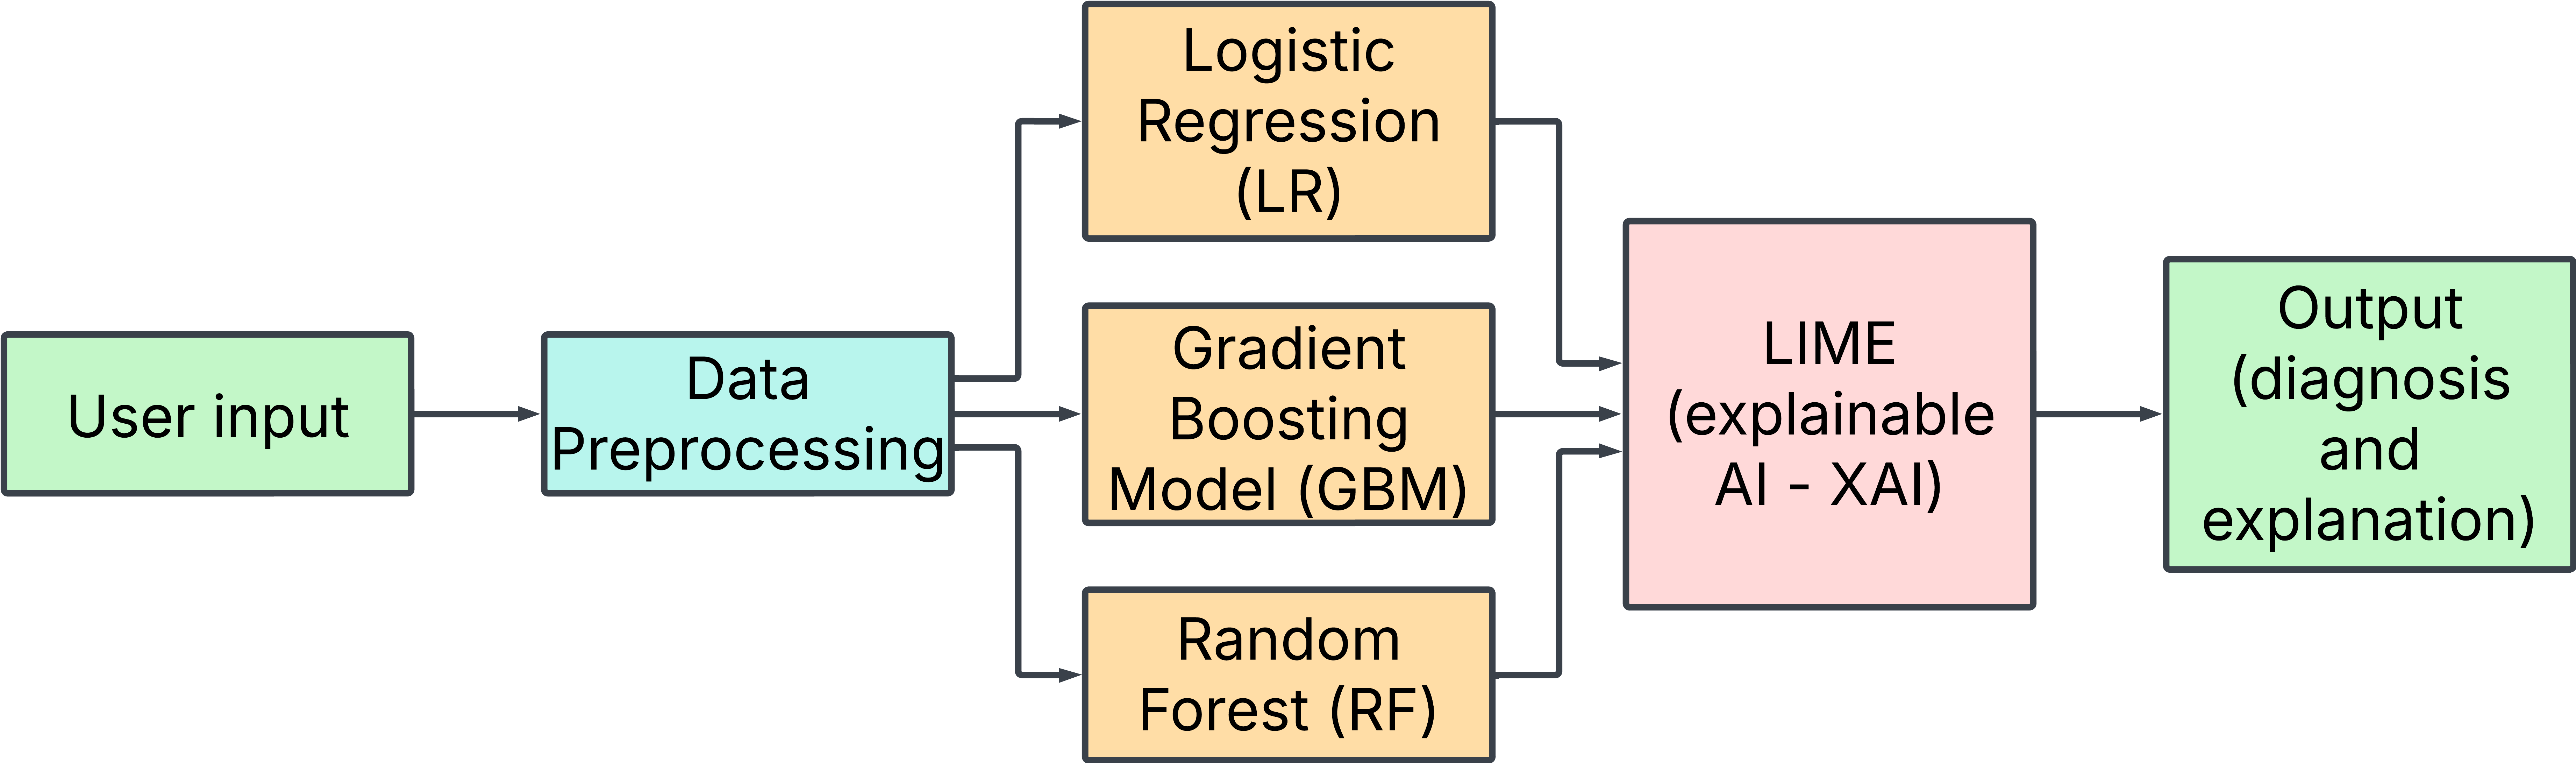 User input
Data
Preprocessing
Logistic
Regression
(LR)
Gradient
Boosting
Model (GBM)
Random
Forest (RF)
LIME
(explainable
AI - XAI)
Output
(diagnosis
and
explanation)